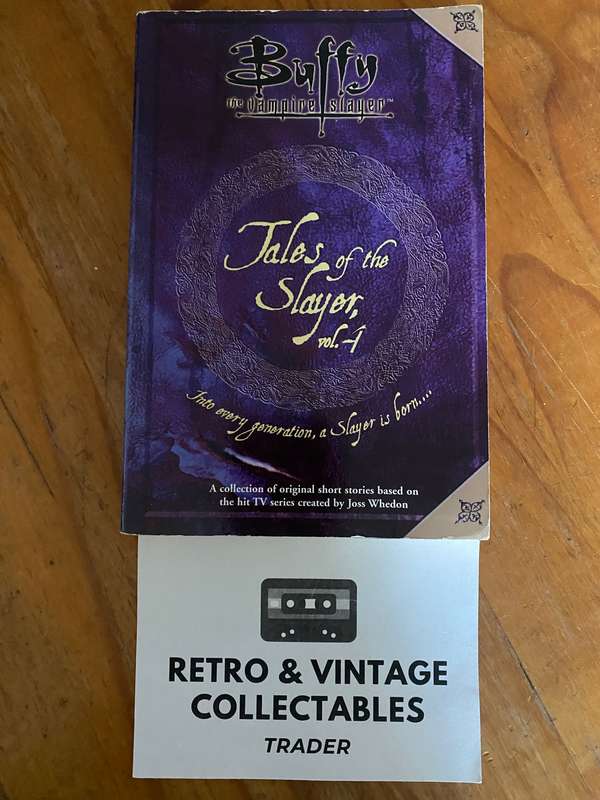 Buffy
the vampire slayer™
Tales of the
Slayer,
vol. 4
Into every generation, a Slayer is born....
A collection of original short stories based on
the hit TV series created by Joss Whedon
RETRO & VINTAGE
COLLECTABLES
TRADER